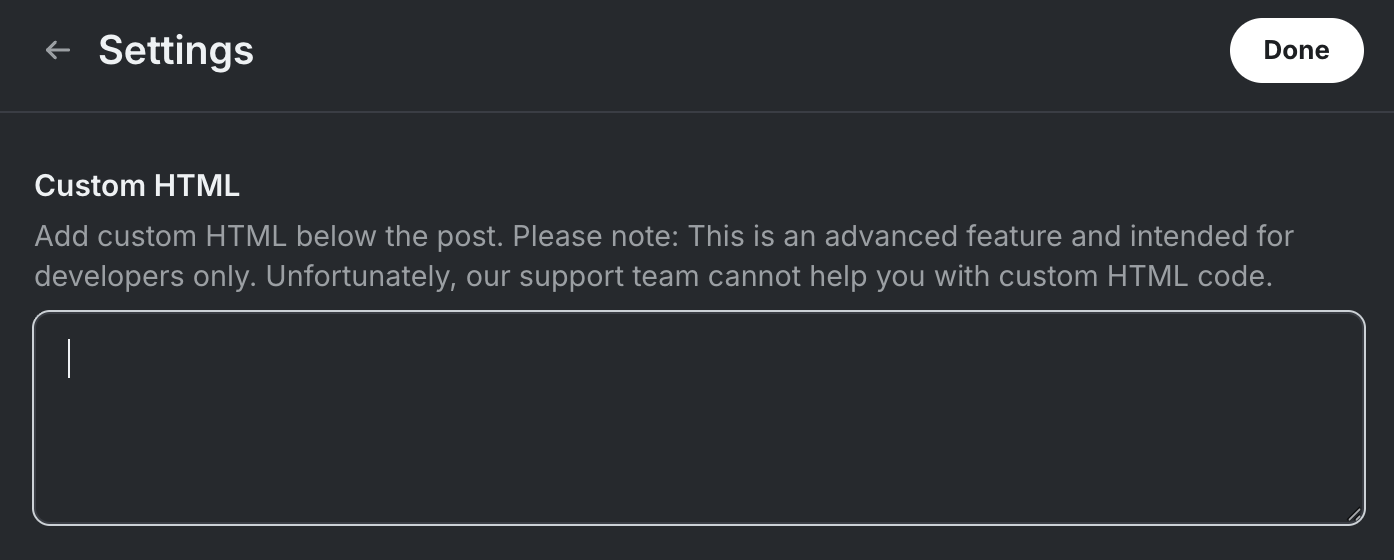 Settings
Done
Custom HTML
Add custom HTML below the post. Please note: This is an advanced feature and intended for
developers only. Unfortunately, our support team cannot help you with custom HTML code.